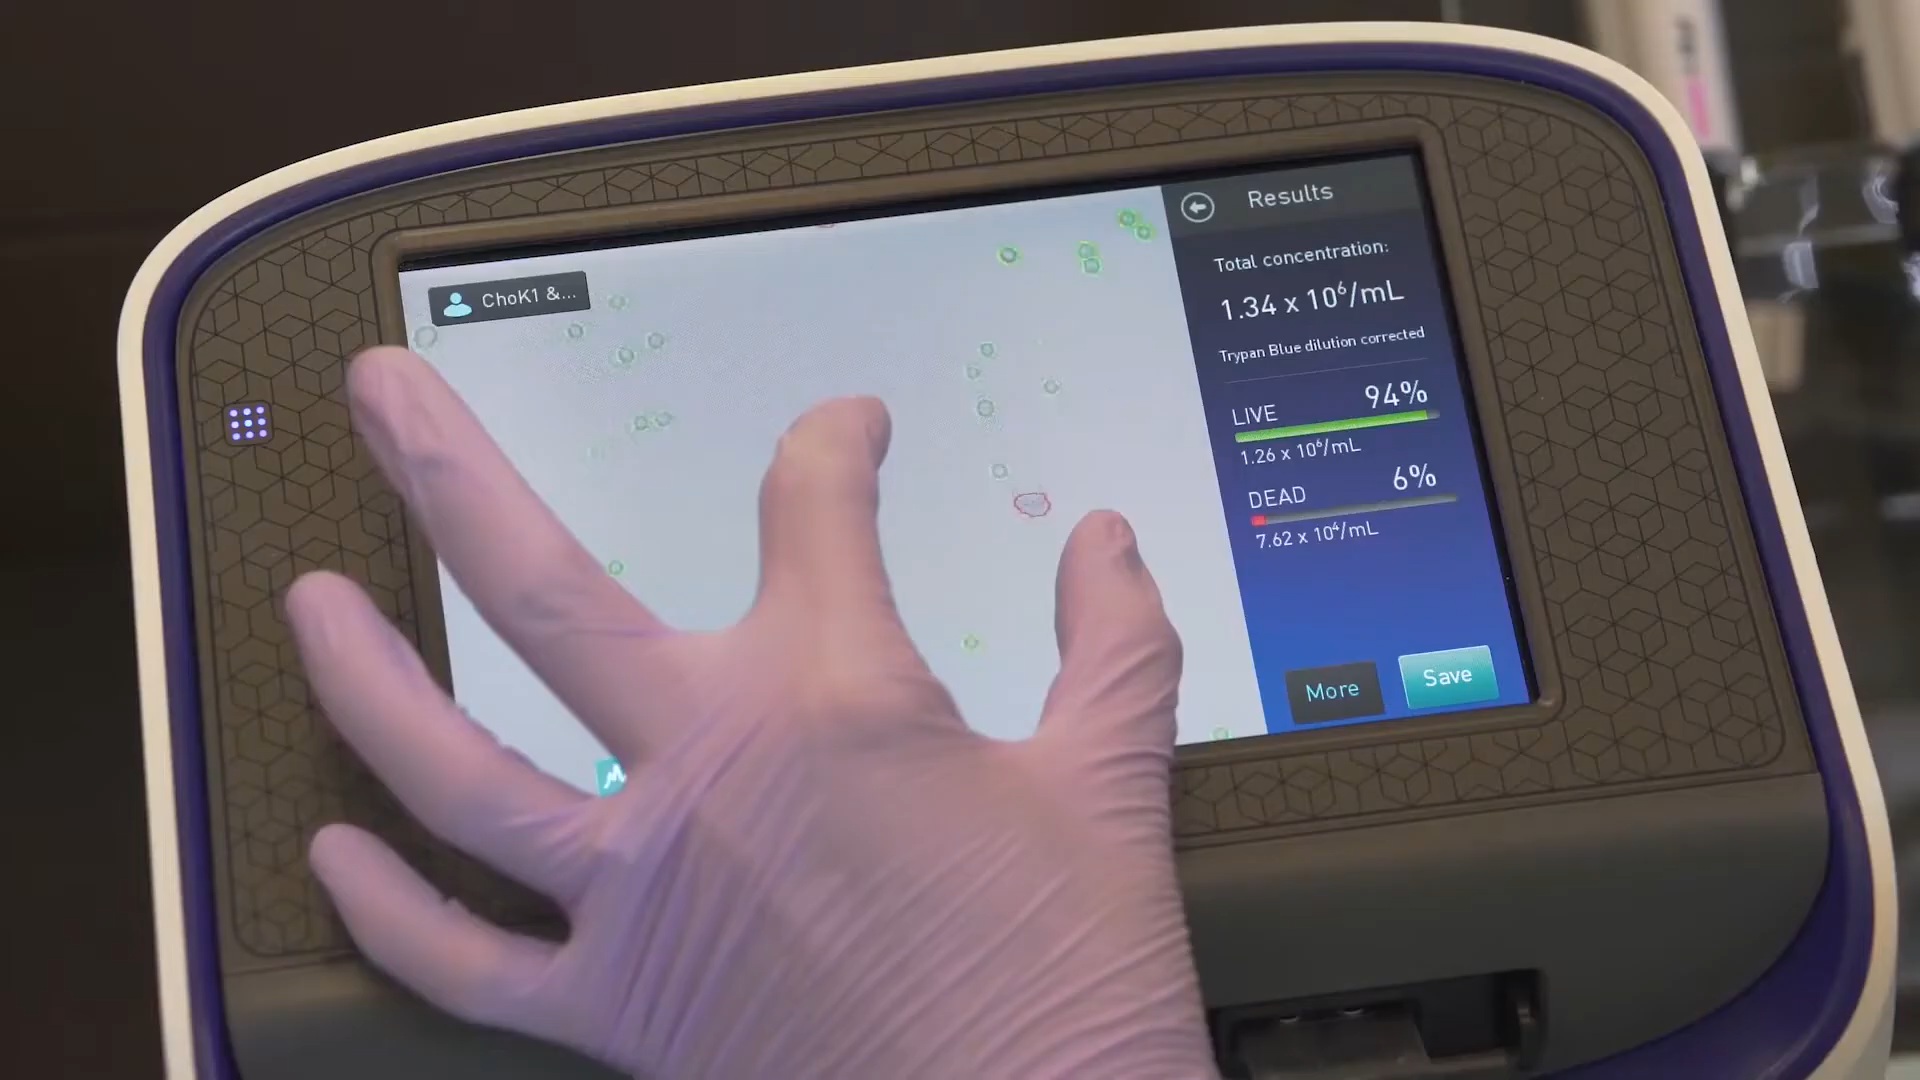 ChoK1 &...
Results
Total concentration:
1.34 x 10⁶/mL
Trypan Blue dilution corrected
LIVE 94%
1.26 x 10⁶/mL
DEAD 6%
7.62 x 10⁴/mL
More
Save